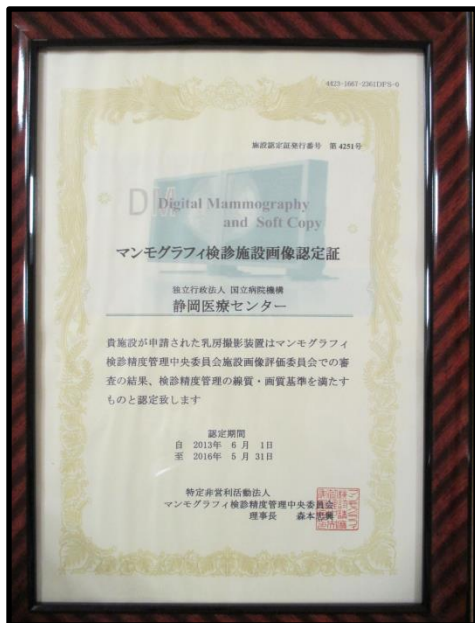 施設認定証発行番号 第4251号
Digital Mammography
and Soft Copy
マンモグラフィ検診施設画像認定証
独立行政法人 国立病院機構
静岡医療センター
貴施設が申請された乳房撮影装置はマンモグラフィ
検診精度管理中央委員会施設画像評価委員会での審
査の結果、検診精度管理の線質・画質基準を満たす
ものと認定致します
認定期間
自 2013年 6 月 1日
至 2016年 5 月 31日
特定非営利活動法人
マンモグラフィ検診精度管理中央委員会
理事長 森本忠興